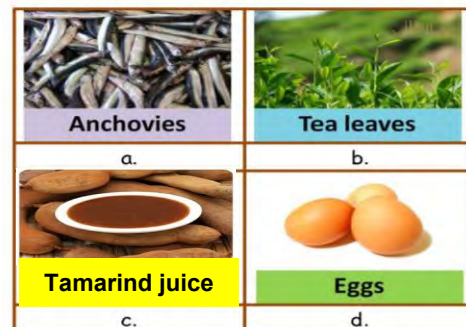 Anchovies
Tea leaves
a.
b.
Tamarind juice
Eggs
c.
d.